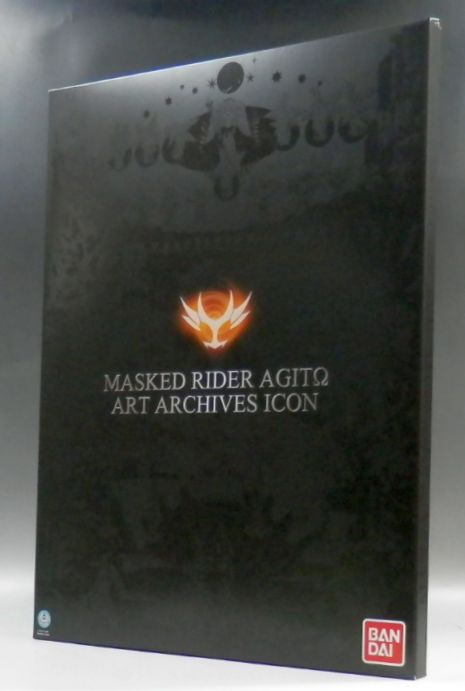 MASKED RIDER AGITΩ
ART ARCHIVES ICON
BAN
DAI